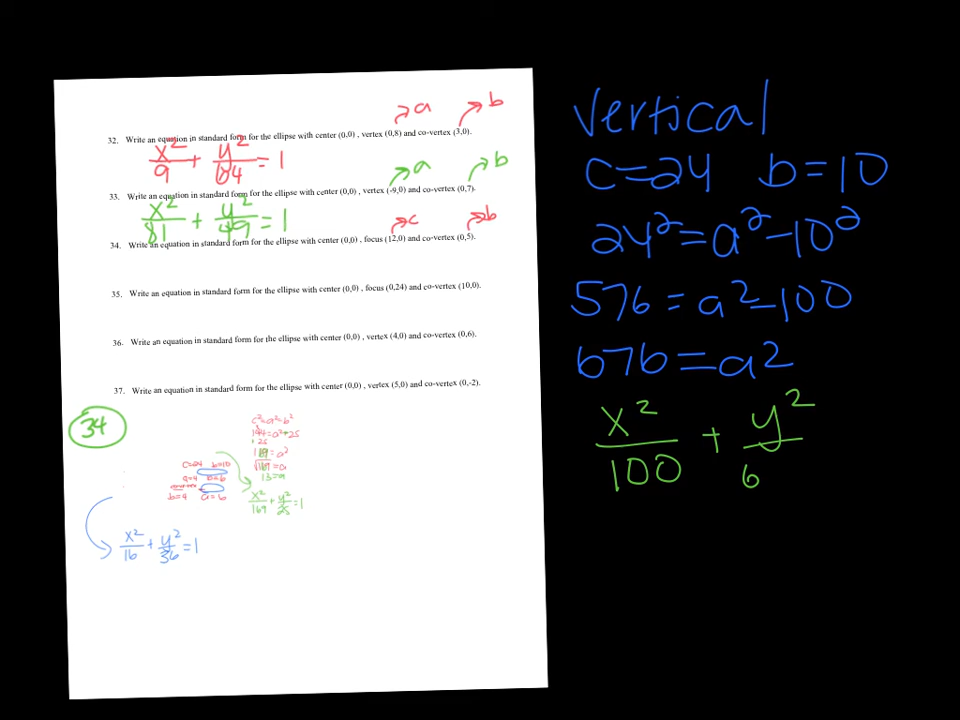 a b
32. Write an equation in standard form for the ellipse with center (0,0) , vertex (0,8) and co-vertex (3,0).
x² / 9 + y² / 64 = 1
a b
33. Write an equation in standard form for the ellipse with center (0,0) , vertex (-9,0) and co-vertex (0,7).
x² / 81 + y² / 49 = 1
c b
34. Write an equation in standard form for the ellipse with center (0,0) , focus (12,0) and co-vertex (0,5).
35. Write an equation in standard form for the ellipse with center (0,0) , focus (0,24) and co-vertex (10,0).
36. Write an equation in standard form for the ellipse with center (0,0) , vertex (4,0) and co-vertex (0,6).
37. Write an equation in standard form for the ellipse with center (0,0) , vertex (5,0) and co-vertex (0,-2).
34
c²=a²-b²
144=a²+25
+25
169=a²
√169=a
13=a
x² / 169 + y² / 25 = 1
c=24 b=10
a=4 b=6
b=4 a=6
x² / 16 + y² / 36 = 1
Vertical
c=24 b=10
24²=a²-10²
576=a²-100
676=a²
x² / 100 + y² / 6